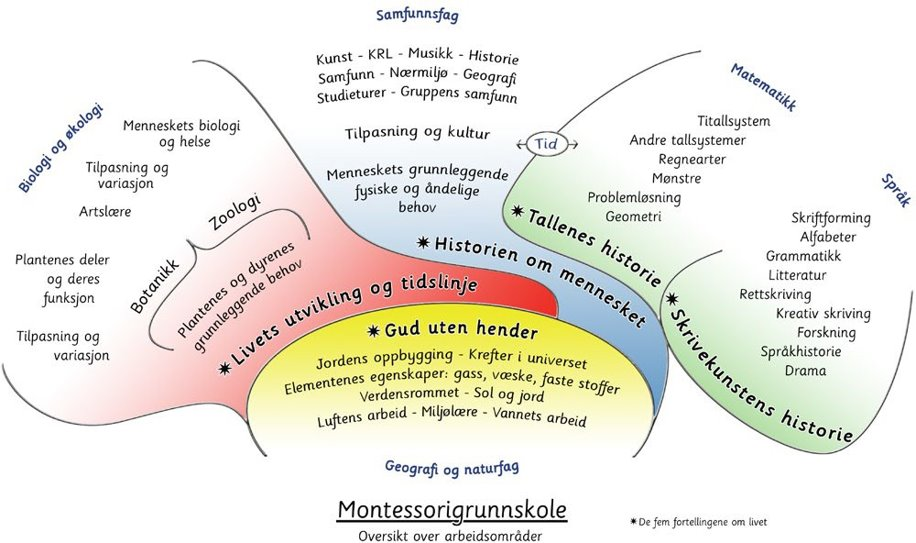 Samfunnsfag
Kunst - KRL - Musikk - Historie
Samfunn - Nærmiljø - Geografi
Studieturer - Gruppens samfunn
Tilpasning og kultur
Menneskets grunnleggende
fysiske og åndelige
behov
✷ Historien om mennesket
Biologi og økologi
Menneskets biologi
og helse
Tilpasning og
variasjon
Artslære
Zoologi
Botanikk
Plantenes deler
og deres
funksjon
Tilpasning og
variasjon
Plantenes og dyrenes
grunnleggende behov
✷ Livets utvikling og tidslinje
Tid
Matematikk
Titallsystem
Andre tallsystemer
Regnearter
Mønstre
Problemløsning
Geometri
✷ Tallenes historie
Språk
Skriftforming
Alfabeter
Grammatikk
Litteratur
Rettskriving
Kreativ skriving
Forskning
Språkhistorie
Drama
✷ Skrivekunstens historie
✷ Gud uten hender
Jordens oppbygging - Krefter i universet
Elementenes egenskaper: gass, væske, faste stoffer
Verdensrommet - Sol og jord
Luftens arbeid - Miljølære - Vannets arbeid
Geografi og naturfag
Montessorigrunnskole
Oversikt over arbeidsområder
✷ De fem fortellingene om livet